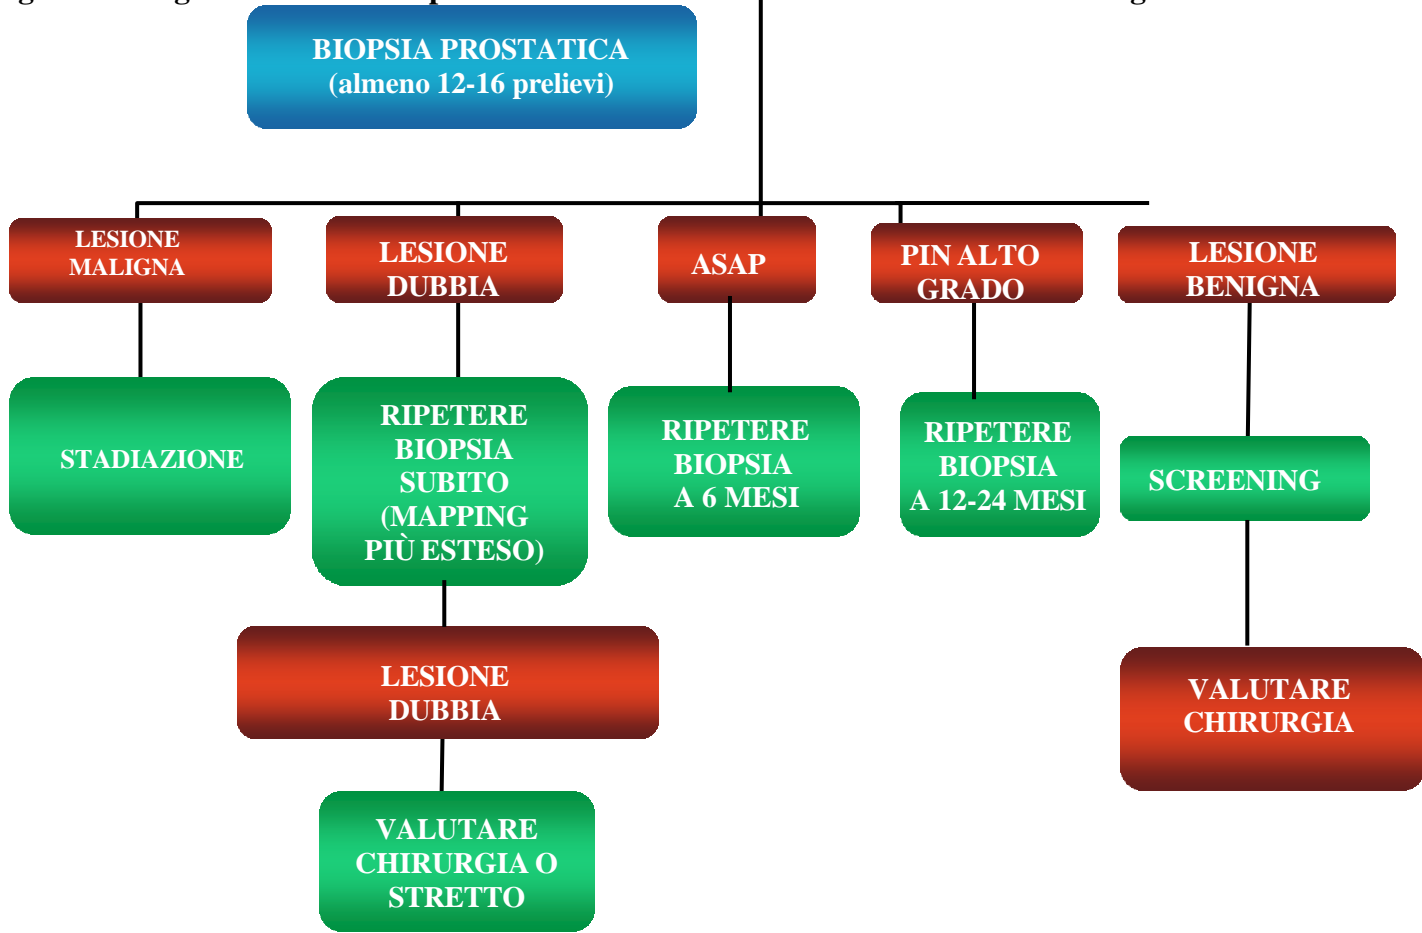 BIOPSIA PROSTATICA
(almeno 12-16 prelievi)
LESIONE
MALIGNA
LESIONE
DUBBIA
ASAP
PIN ALTO
GRADO
LESIONE
BENIGNA
STADIAZIONE
RIPETERE
BIOPSIA
SUBITO
(MAPPING
PIÙ ESTESO)
RIPETERE
BIOPSIA
A 6 MESI
RIPETERE
BIOPSIA
A 12-24 MESI
SCREENING
LESIONE
DUBBIA
VALUTARE
CHIRURGIA
VALUTARE
CHIRURGIA O
STRETTO